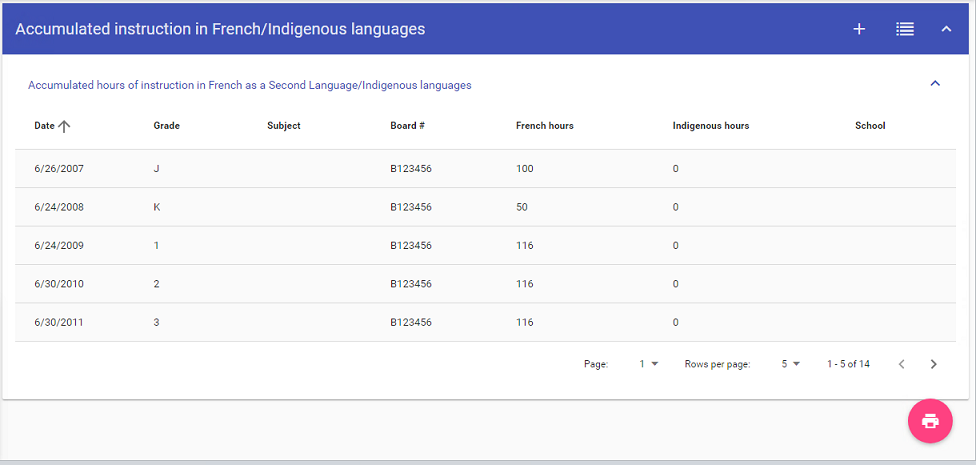 Accumulated instruction in French/Indigenous languages
Accumulated hours of instruction in French as a Second Language/Indigenous languages
Date Grade Subject Board # French hours Indigenous hours School
6/26/2007 J B123456 100 0
6/24/2008 K B123456 50 0
6/24/2009 1 B123456 116 0
6/30/2010 2 B123456 116 0
6/30/2011 3 B123456 116 0
Page: 1 Rows per page: 5 1 - 5 of 14